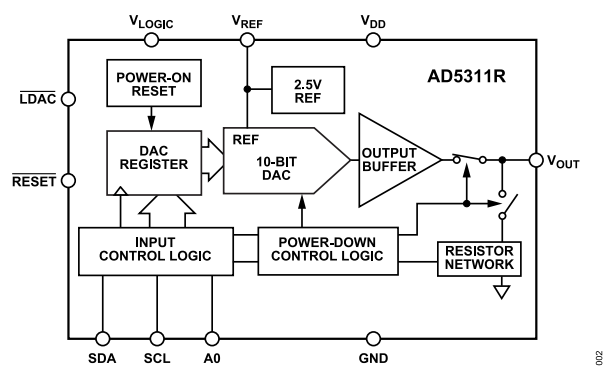 VLOGIC
VREF
VDD
POWER-ON
RESET
2.5V
REF
AD5311R
LDAC
REF
DAC
REGISTER
10-BIT
DAC
OUTPUT
BUFFER
VOUT
RESET
INPUT
CONTROL LOGIC
POWER-DOWN
CONTROL LOGIC
RESISTOR
NETWORK
SDA
SCL
A0
GND
002